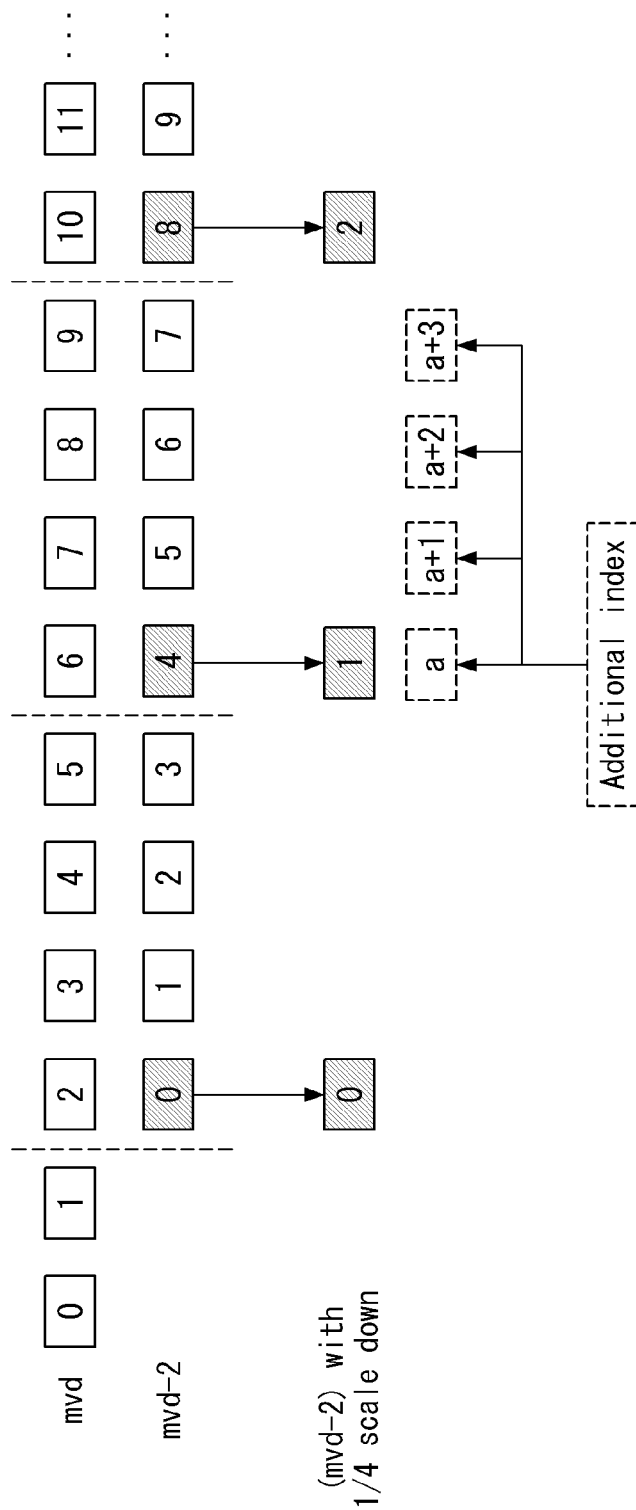 mvd 0 1 2 3 4 5 6 7 8 9 10 11 ...
mvd-2 0 1 2 3 4 5 6 7 8 9 ...
(mvd-2) with
1/4 scale down 0 1 2
a a+1 a+2 a+3
Additional index